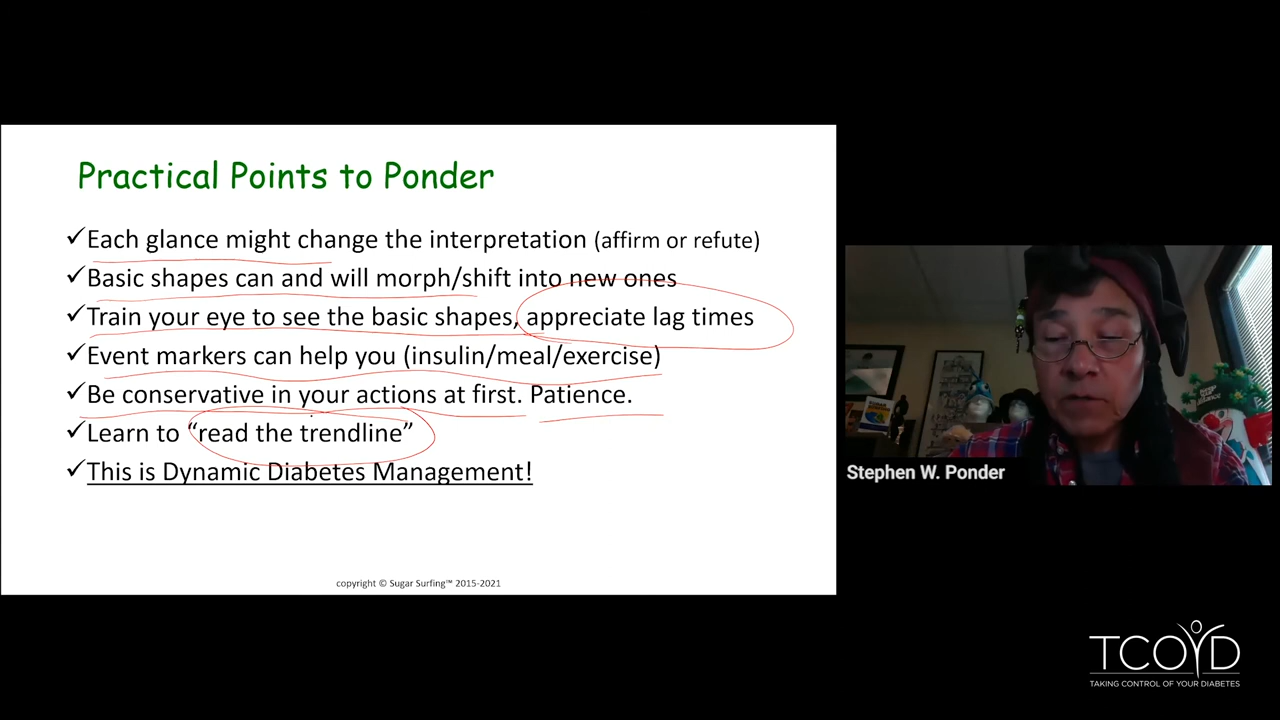 Practical Points to Ponder
✓Each glance might change the interpretation (affirm or refute)
✓Basic shapes can and will morph/shift into new ones
✓Train your eye to see the basic shapes, appreciate lag times
✓Event markers can help you (insulin/meal/exercise)
✓Be conservative in your actions at first. Patience.
✓Learn to “read the trendline”
✓This is Dynamic Diabetes Management!
copyright © Sugar Surfing™ 2015-2021
Stephen W. Ponder
TCOYD
TAKING CONTROL OF YOUR DIABETES